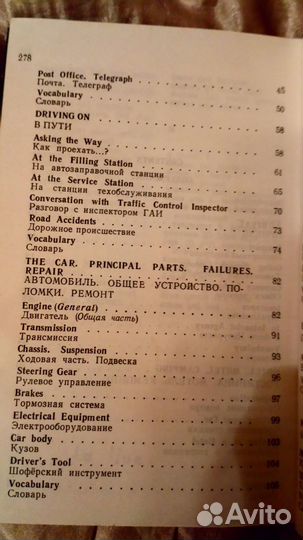 278
Post Office. Telegraph . . . . . . . . . . . 45
Почта. Телеграф
Vocabulary . . . . . . . . . . . . . . 50
Словарь
DRIVING ON . . . . . . . . . . . . . . 58
В ПУТИ
Asking the Way . . . . . . . . . . . . . 58
Как проехать...?
At the Filling Station . . . . . . . . . . . 61
На автозаправочной станции
At the Service Station . . . . . . . . . . . 65
На станции техобслуживания
Conversation with Traffic Control Inspector . . . . 70
Разговор с инспектором ГАИ
Road Accidents . . . . . . . . . . . . . 73
Дорожное происшествие
Vocabulary . . . . . . . . . . . . . . 74
Словарь
THE CAR. PRINCIPAL PARTS. FAILURES.
REPAIR . . . . . . . . . . . . . . . 82
АВТОМОБИЛЬ. ОБЩЕЕ УСТРОЙСТВО. ПО-
ЛОМКИ. РЕМОНТ
Engine (General) . . . . . . . . . . . . 82
Двигатель (Общая часть)
Transmission . . . . . . . . . . . . . . 91
Трансмиссия
Chassis. Suspension . . . . . . . . . . . 93
Ходовая часть. Подвеска
Steering Gear . . . . . . . . . . . . . 96
Рулевое управление
Brakes . . . . . . . . . . . . . . . . 97
Тормозная система
Electrical Equipment . . . . . . . . . . . 99
Электрооборудование
Car body . . . . . . . . . . . . . . . 103
Кузов
Driver's Tool . . . . . . . . . . . . . 104
Шофёрский инструмент
Vocabulary . . . . . . . . . . . . . . 105
Словарь
Avito